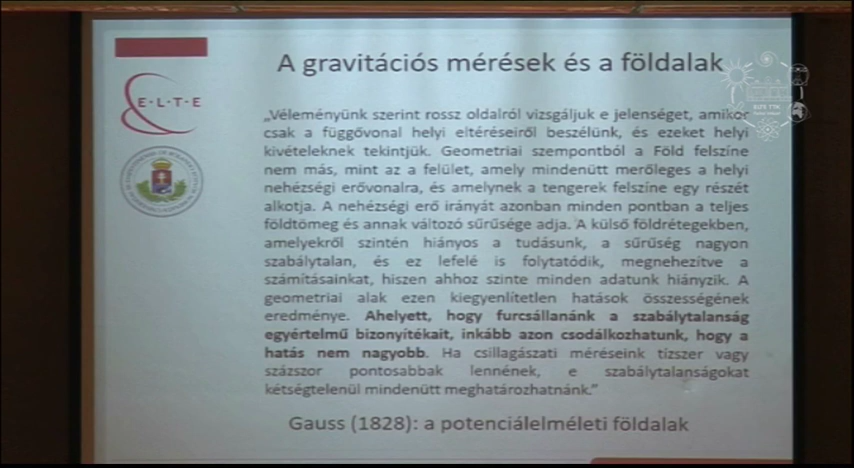 A gravitációs mérések és a földalak
E·L·T·E
„Véleményünk szerint rossz oldalról vizsgáljuk e jelenséget, amikor
csak a függővonal helyi eltéréseiről beszélünk, és ezeket helyi
kivételeknek tekintjük. Geometriai szempontból a Föld felszíne
nem más, mint az a felület, amely mindenütt merőleges a helyi
nehézségi erővonalra, és amelynek a tengerek felszíne egy részét
alkotja. A nehézségi erő irányát azonban minden pontban a teljes
földtömeg és annak változó sűrűsége adja. A külső földrétegekben,
amelyekről szintén hiányos a tudásunk, a sűrűség nagyon
szabálytalan, és ez lefelé is folytatódik, megnehezítve a
számításainkat, hiszen ahhoz szinte minden adatunk hiányzik. A
geometriai alak ezen kiegyenlítetlen hatások összességének
eredménye. Ahelyett, hogy furcsállanánk a szabálytalanság
egyértelmű bizonyítékait, inkább azon csodálkozhatunk, hogy a
hatás nem nagyobb. Ha csillagászati méréseink tízszer vagy
százszor pontosabbak lennének, e szabálytalanságokat
kétségtelenül mindenütt meghatározhatnánk."
Gauss (1828): a potenciálelméleti földalak